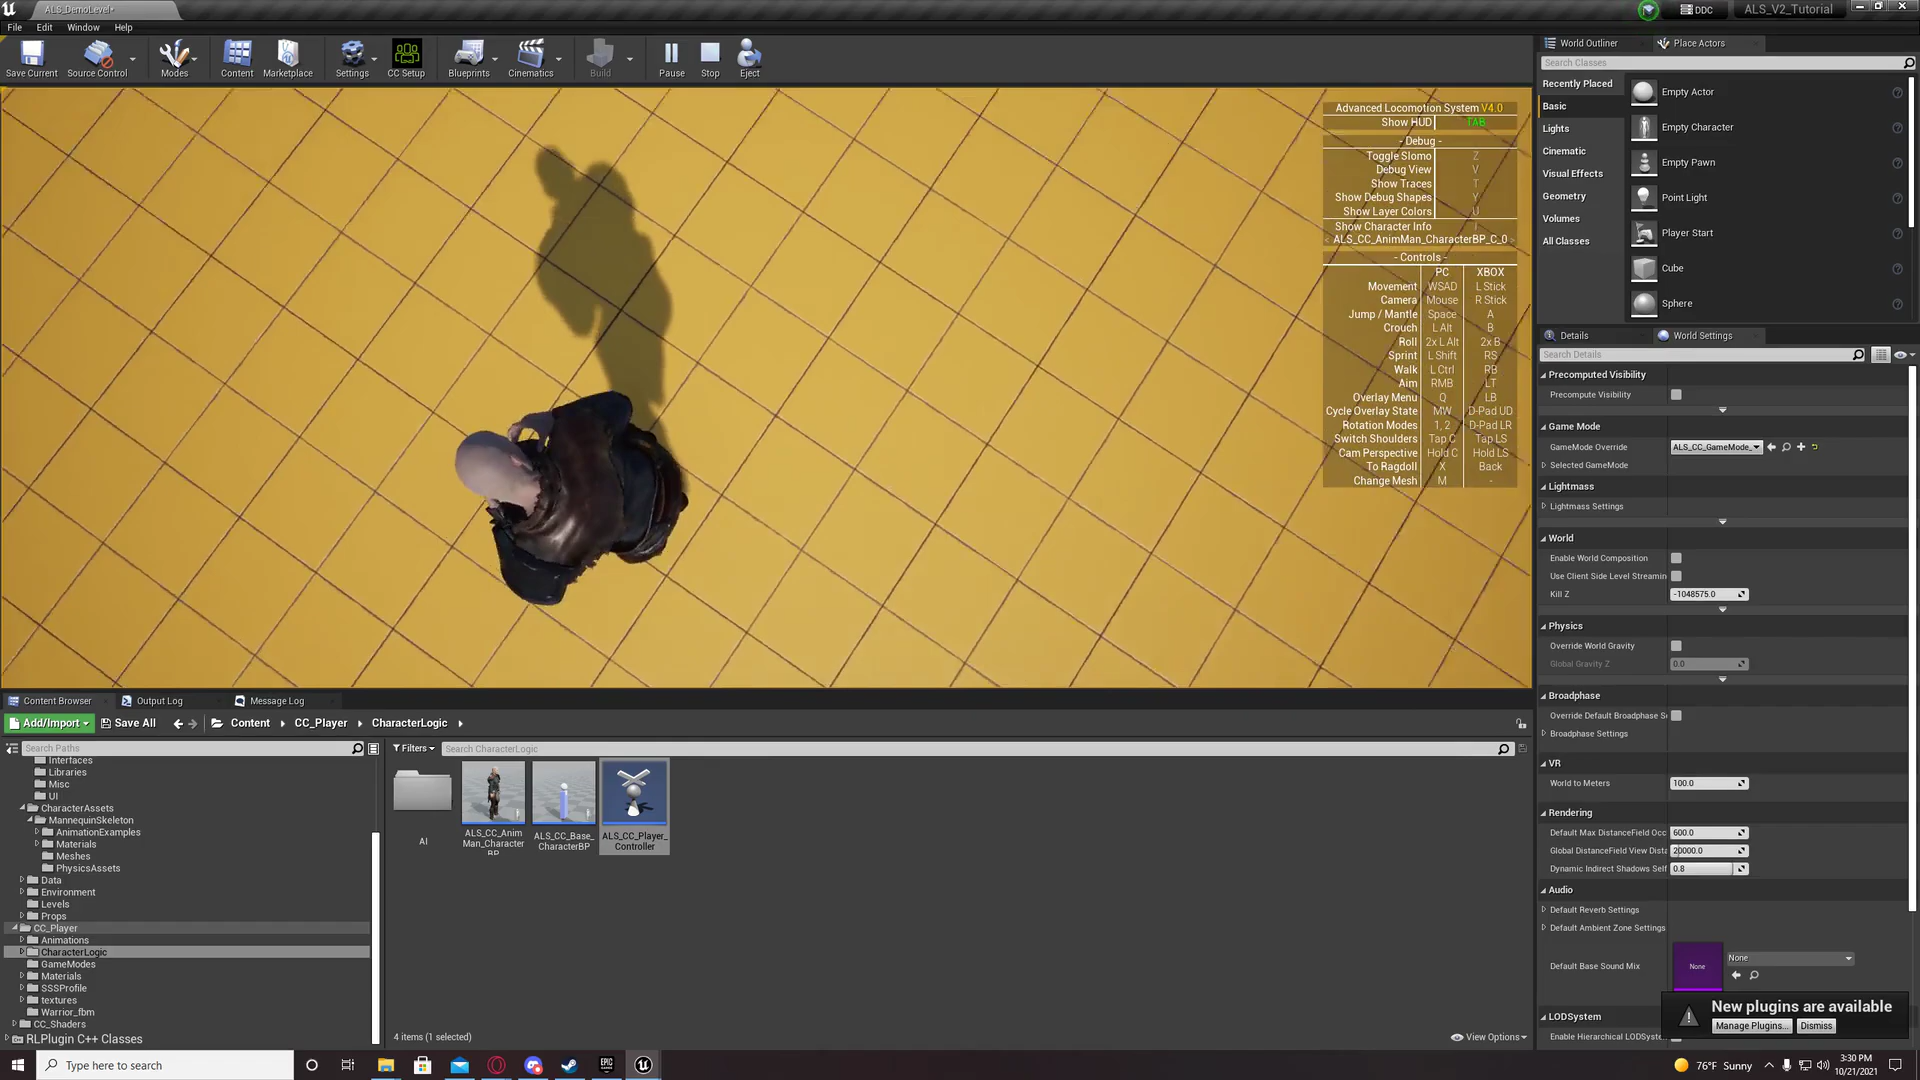 ALS_DemoLevel*
DDC
ALS_V2_Tutorial
File Edit Window Help
Save Current
Source Control
Modes
Content
Marketplace
Settings
CC Setup
Blueprints
Cinematics
Build
Pause
Stop
Eject
Advanced Locomotion System V4.0
Show HUD TAB
- Debug -
Toggle Slomo Z
Debug View V
Show Traces T
Show Debug Shapes Y
Show Layer Colors U
Show Character Info I
< ALS_CC_AnimMan_CharacterBP_C_0 >
- Controls -
PC XBOX
Movement WSAD L Stick
Camera Mouse R Stick
Jump / Mantle Space A
Crouch L Alt B
Roll 2x L Alt 2x B
Sprint L Shift RS
Walk L Ctrl RB
Aim RMB LT
Overlay Menu Q LB
Cycle Overlay State MW D-Pad UD
Rotation Modes 1, 2 D-Pad LR
Switch Shoulders Tap C Tap LS
Cam Perspective Hold C Hold LS
To Ragdoll X Back
Change Mesh M -
World Outliner
Place Actors
Search Classes
Recently Placed
Basic
Lights
Cinematic
Visual Effects
Geometry
Volumes
All Classes
Empty Actor
Empty Character
Empty Pawn
Point Light
Player Start
Cube
Sphere
Details
World Settings
Search Details
Precomputed Visibility
Precompute Visibility
Game Mode
GameMode Override ALS_CC_GameMode_
Selected GameMode
Lightmass
Lightmass Settings
World
Enable World Composition
Use Client Side Level Streamin
Kill Z -1048575.0
Physics
Override World Gravity
Global Gravity Z 0.0
Broadphase
Override Default Broadphase S
Broadphase Settings
VR
World to Meters 100.0
Rendering
Default Max DistanceField Occ 600.0
Global DistanceField View Dista 20000.0
Dynamic Indirect Shadows Self 0.8
Audio
Default Reverb Settings
Default Ambient Zone Settings
Default Base Sound Mix None None
LODSystem
Enable Hierarchical LODSyste
New plugins are available
Manage Plugins... Dismiss
Content Browser
Output Log
Message Log
Add/Import
Save All
Content
CC_Player
CharacterLogic
Search Paths
Filters
Search CharacterLogic
Interfaces
Libraries
Misc
UI
CharacterAssets
MannequinSkeleton
AnimationExamples
Materials
Meshes
PhysicsAssets
Data
Environment
Levels
Props
CC_Player
Animations
CharacterLogic
GameModes
Materials
SSSProfile
textures
Warrior_fbm
CC_Shaders
RLPlugin C++ Classes
AI
ALS_CC_Anim
Man_Character
BP
ALS_CC_Base_
CharacterBP
ALS_CC_Player_
Controller
4 items (1 selected)
View Options
Type here to search
EPIC
GAMES
76°F Sunny
3:30 PM
10/21/2021